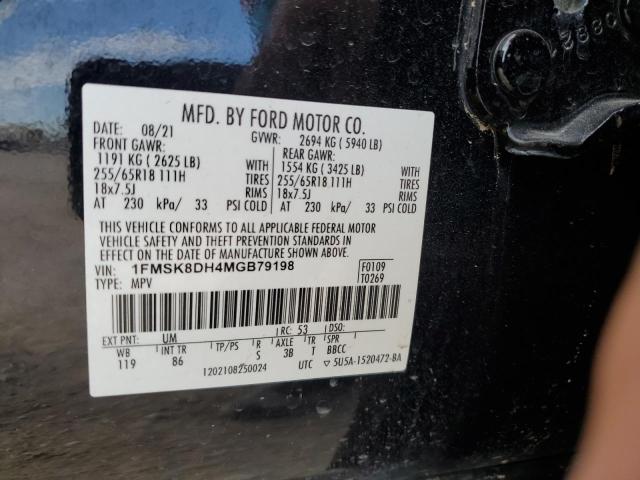 3880
MFD. BY FORD MOTOR CO.
DATE: 08/21 GVWR: 2694 KG ( 5940 LB)
FRONT GAWR: REAR GAWR:
1191 KG ( 2625 LB) WITH 1554 KG ( 3425 LB) WITH
255/65R18 111H TIRES 255/65R18 111H TIRES
18x7.5J RIMS 18x7.5J RIMS
AT 230 kPa/ 33 PSI COLD AT 230 kPa/ 33 PSI COLD
THIS VEHICLE CONFORMS TO ALL APPLICABLE FEDERAL MOTOR
VEHICLE SAFETY AND THEFT PREVENTION STANDARDS IN
EFFECT ON THE DATE OF MANUFACTURE SHOWN ABOVE.
VIN: 1FMSK8DH4MGB79198 F0109
TYPE: MPV T0269
EXT PNT: UM RC: 53 DSO:
WB INT TR TP/PS R AXLE TR SPR
119 86 S 3B T BBCC
1202108250024 UTC 5U5A-1520472-BA